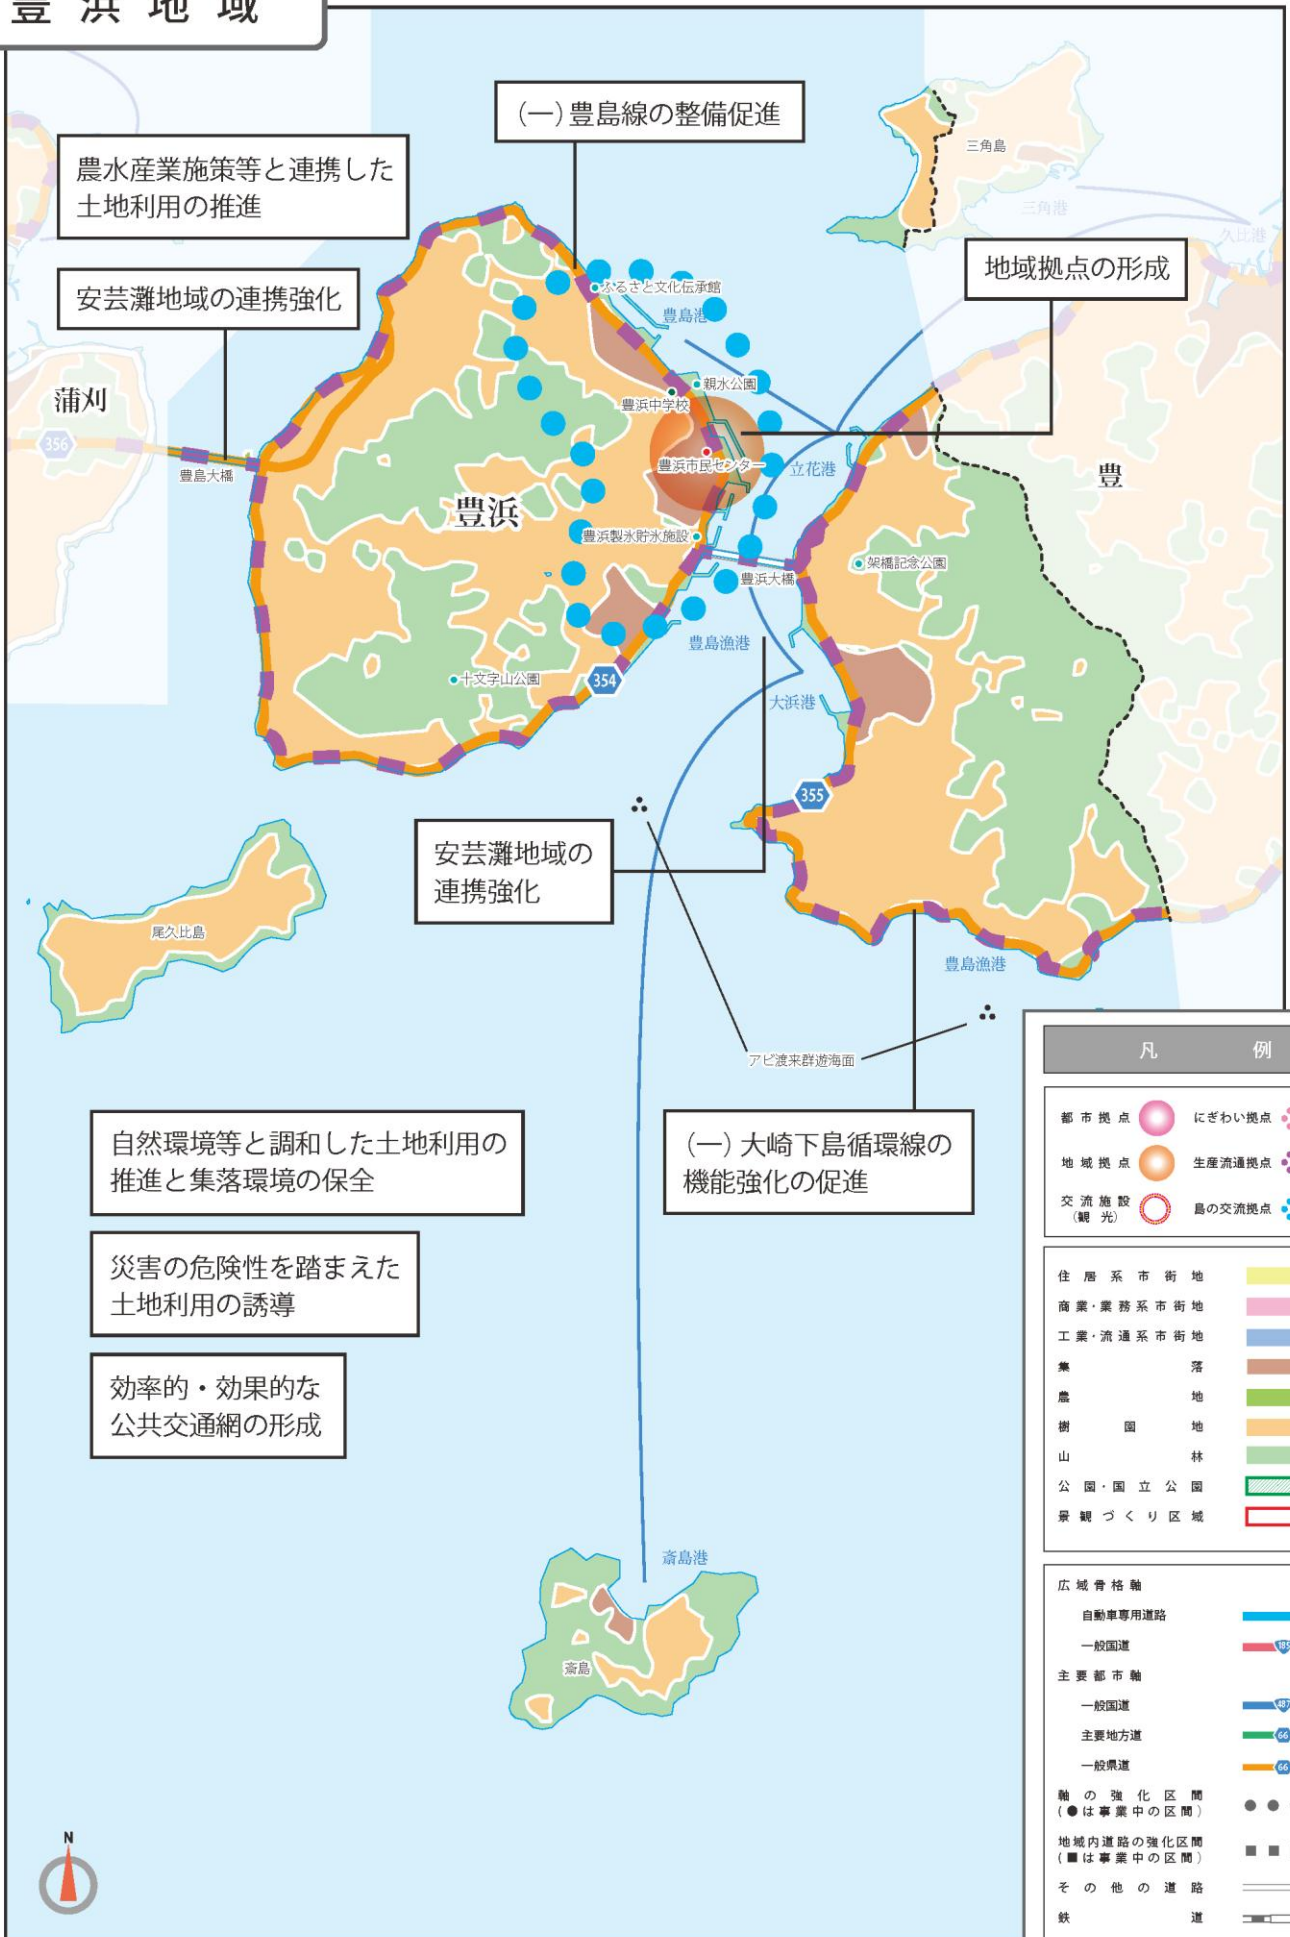 豊浜地域
(一)豊島線の整備促進
農水産業施策等と連携した
土地利用の推進
三角島
三角港
久比港
地域拠点の形成
安芸灘地域の連携強化
ふるさと文化伝承館
豊島港
蒲刈
356
親水公園
豊浜中学校
豊島大橋
豊浜市民センター
立花港
豊
豊浜
豊浜製氷貯氷施設
架橋記念公園
豊浜大橋
豊島漁港
十文字山公園
354
大浜港
355
安芸灘地域の
連携強化
尾久比島
豊島漁港
アビ渡来群遊海面
自然環境等と調和した土地利用の
推進と集落環境の保全
(一)大崎下島循環線の
機能強化の促進
災害の危険性を踏まえた
土地利用の誘導
効率的・効果的な
公共交通網の形成
斎島港
斎島
N
凡例
都市拠点 にぎわい拠点
地域拠点 生産流通拠点
交流施設
(観光)
島の交流拠点
住居系市街地
商業・業務系市街地
工業・流通系市街地
集落
農地
樹園地
山林
公園・国立公園
景観づくり区域
広域骨格軸
自動車専用道路
一般国道 185
主要都市軸
一般国道 487
主要地方道 66
一般県道 66
軸の強化区間
(●は事業中の区間)
地域内道路の強化区間
(■は事業中の区間)
その他の道路
鉄道